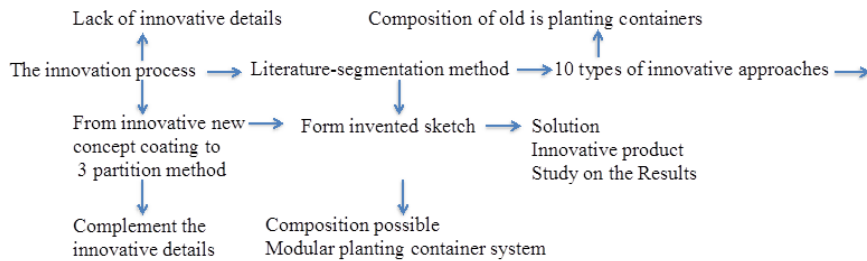 Lack of innovative details
Composition of old is planting containers
The innovation process
Literature-segmentation method
10 types of innovative approaches
From innovative new
concept coating to
3 partition method
Form invented sketch
Solution
Innovative product
Study on the Results
Complement the
innovative details
Composition possible
Modular planting container system